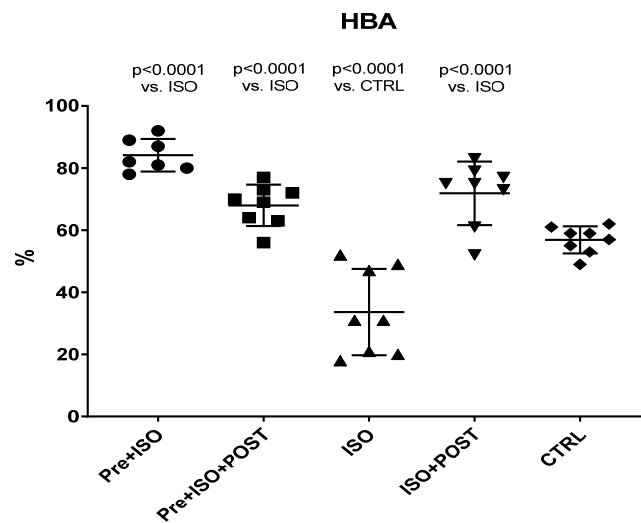 HBA
p<0.0001 p<0.0001 p<0.0001 p<0.0001
vs. ISO vs. ISO vs. CTRL vs. ISO
100
80
60
40
20
0
%
Pre+ISO
Pre+ISO+POST
ISO
ISO+POST
CTRL